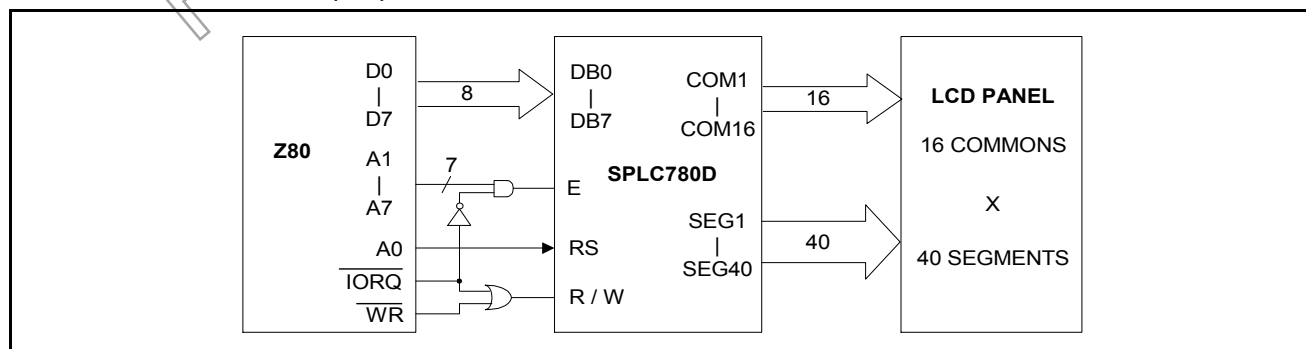 Z80
D0
D7
A1
A7
A0
IORQ
WR
8
7
DB0
DB7
E
RS
R / W
SPLC780D
COM1
COM16
SEG1
SEG40
16
40
LCD PANEL
16 COMMONS
X
40 SEGMENTS